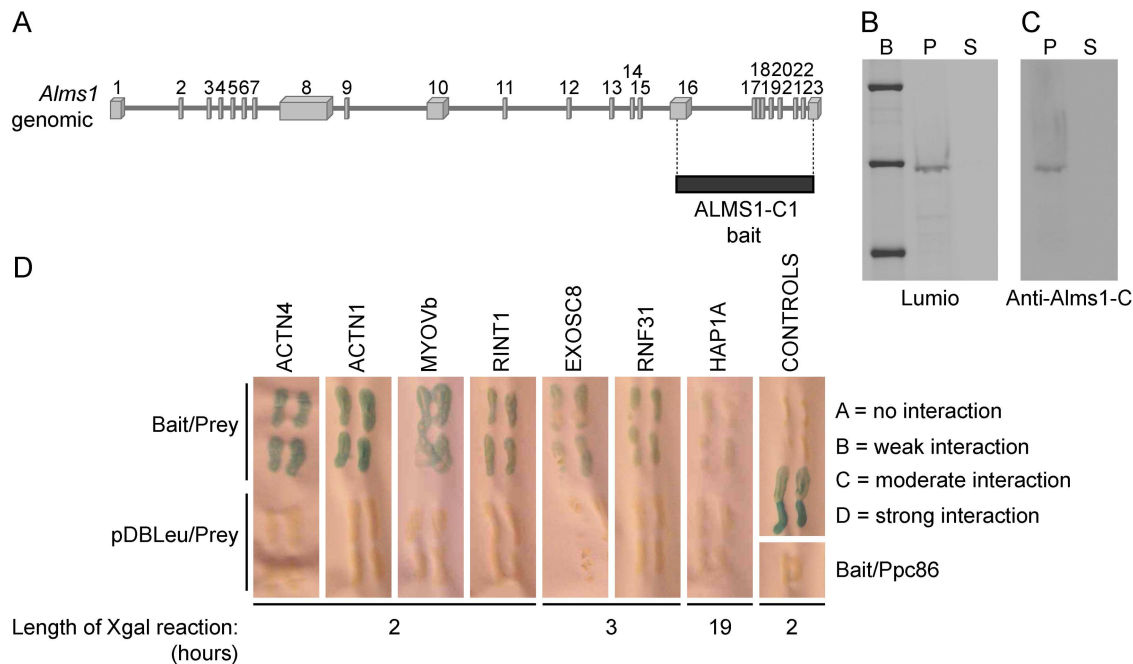 A
B
C
B P S
P S
14 18 20 22
1 2 3 4 5 6 7 8 9 10 11 12 13 15 16 17 19 21 23
Alms1
genomic
ALMS1-C1
bait
Lumio
Anti-Alms1-C
D
ACTN4
ACTN1
MYOVb
RINT1
EXOSC8
RNF31
HAP1A
CONTROLS
Bait/Prey
pDBLeu/Prey
A = no interaction
B = weak interaction
C = moderate interaction
D = strong interaction
Bait/Ppc86
Length of Xgal reaction: 2 3 19 2
(hours)